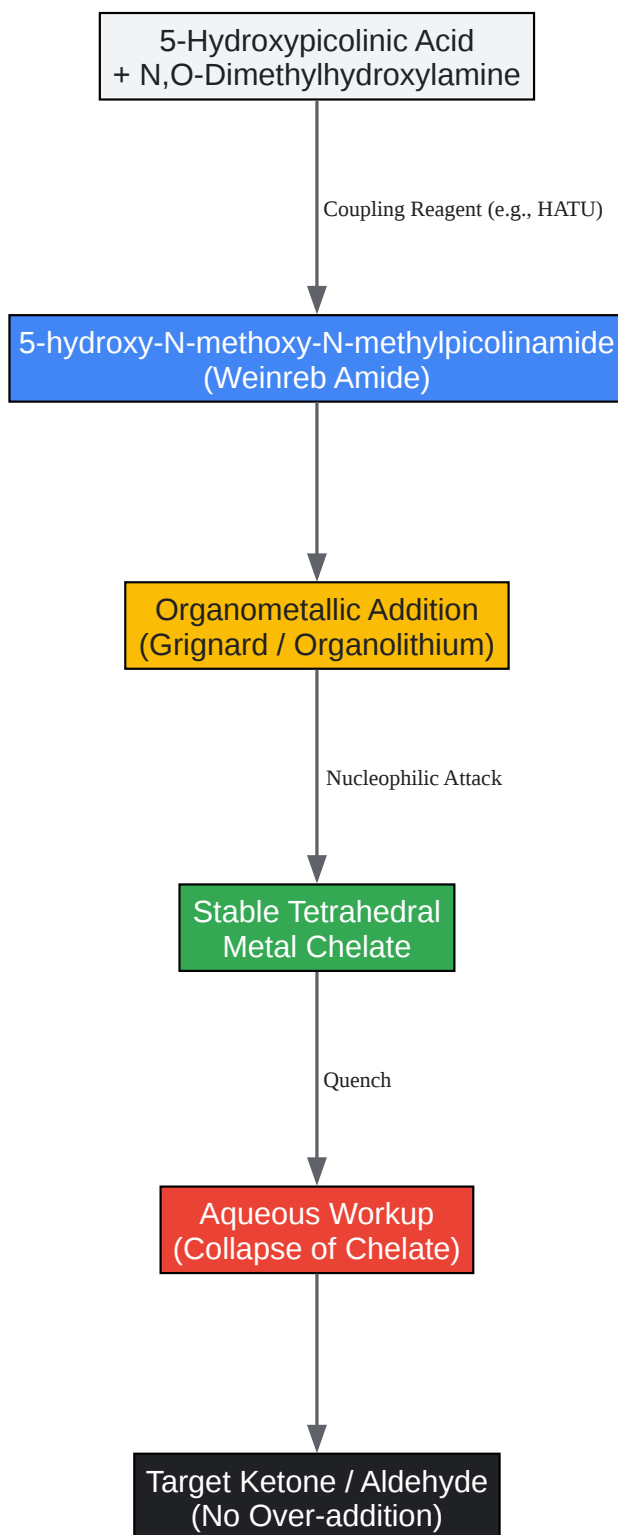 5-Hydroxypicolinic Acid
+ N,O-Dimethylhydroxylamine
Coupling Reagent (e.g., HATU)
5-hydroxy-N-methoxy-N-methylpicolinamide
(Weinreb Amide)
Organometallic Addition
(Grignard / Organolithium)
Nucleophilic Attack
Stable Tetrahedral
Metal Chelate
Quench
Aqueous Workup
(Collapse of Chelate)
Target Ketone / Aldehyde
(No Over-addition)